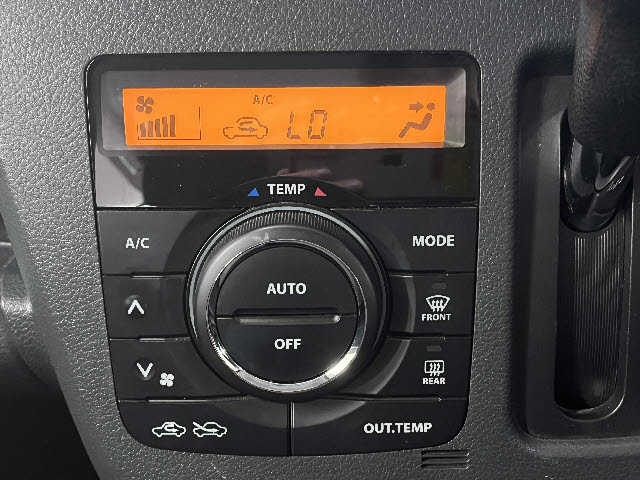 A/C
LO
TEMP
A/C
MODE
AUTO
FRONT
OFF
REAR
OUT.TEMP